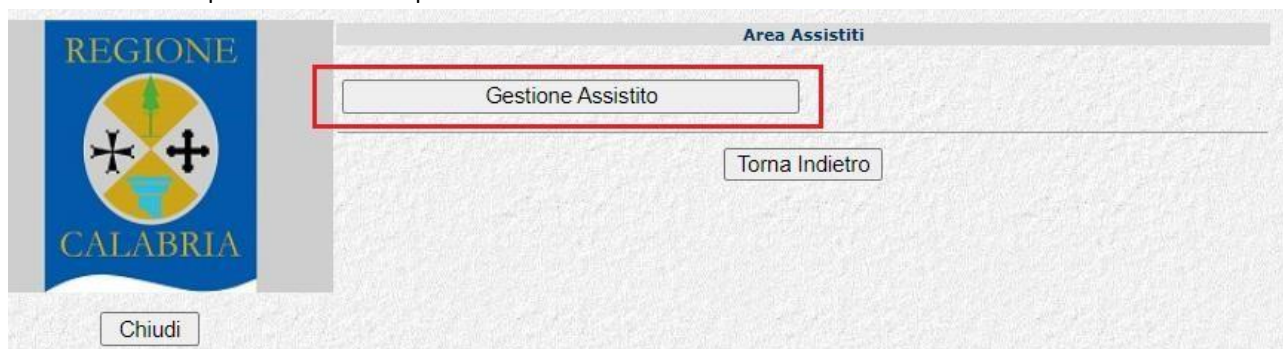 REGIONE
CALABRIA
Chiudi
Area Assistiti
Gestione Assistito
Torna Indietro